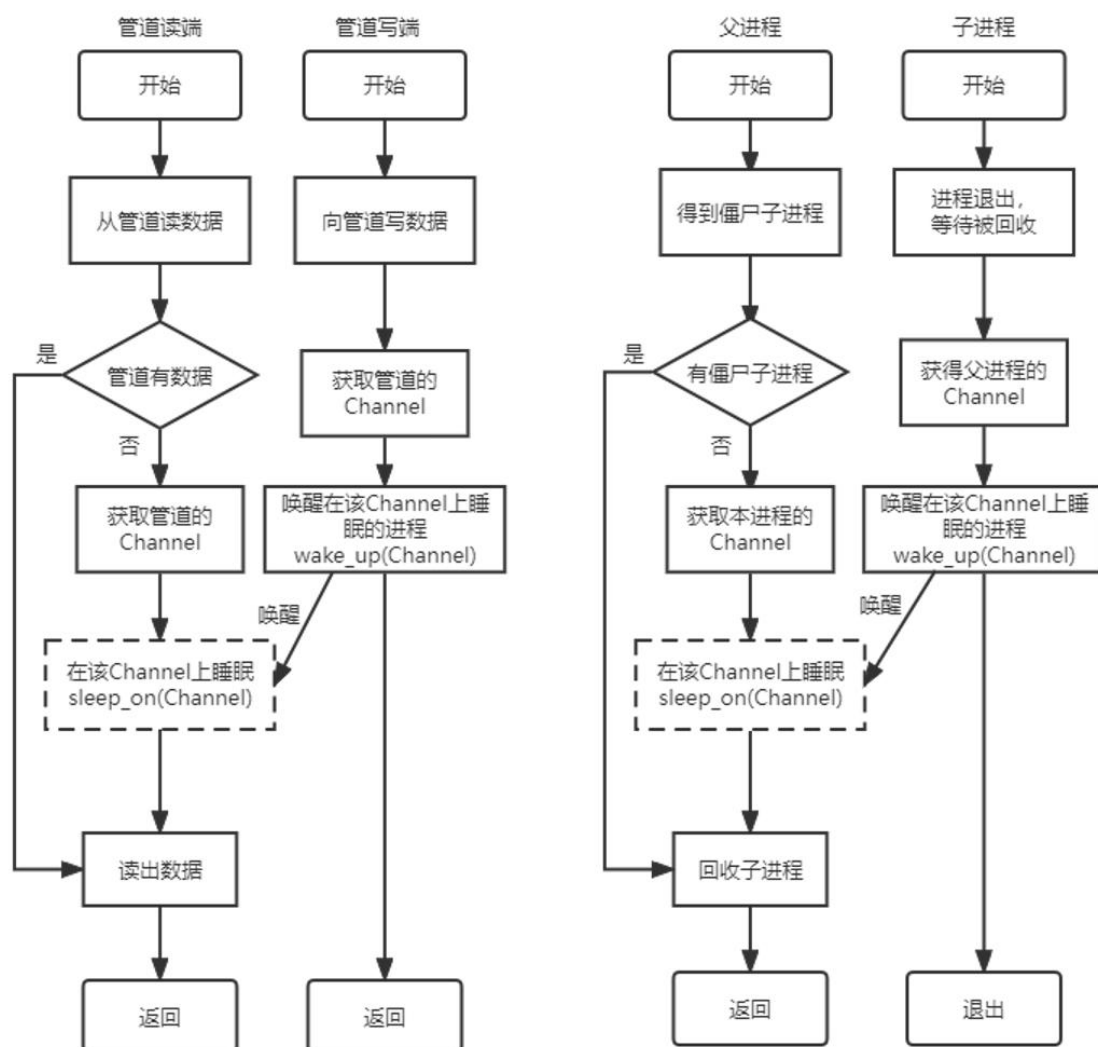 管道读端
开始
从管道读数据
是
管道有数据
否
获取管道的
Channel
在该Channel上睡眠
sleep_on(Channel)
读出数据
返回
管道写端
开始
向管道写数据
获取管道的
Channel
唤醒在该Channel上睡
眠的进程
wake_up(Channel)
唤醒
返回
父进程
开始
得到僵尸子进程
是
有僵尸子进程
否
获取本进程的
Channel
在该Channel上睡眠
sleep_on(Channel)
回收子进程
返回
子进程
开始
进程退出，
等待被回收
获得父进程的
Channel
唤醒在该Channel上睡
眠的进程
wake_up(Channel)
唤醒
退出